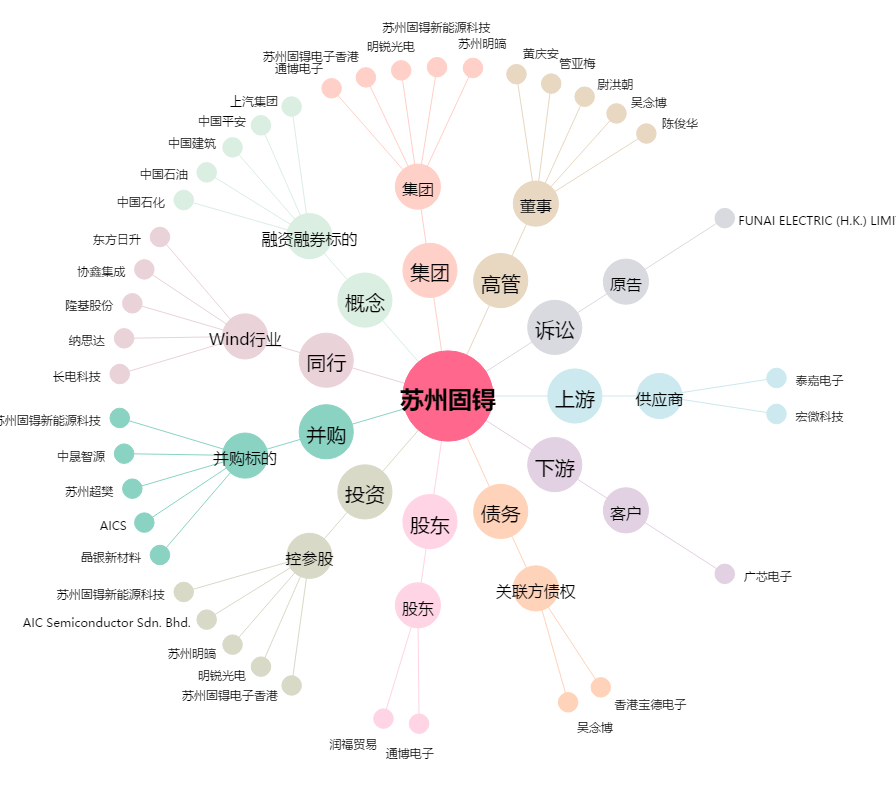 苏州固锝新能源科技
明锐光电
苏州明皜
苏州固锝电子香港
通博电子
集团
集团
黄庆安
管亚梅
尉洪朝
吴念博
陈俊华
董事
高管
上汽集团
中国平安
中国建筑
中国石油
中国石化
融资融券标的
概念
FUNAI ELECTRIC (H.K.) LIMI
原告
诉讼
东方日升
协鑫集成
隆基股份
纳思达
长电科技
Wind行业
同行
苏州固锝
上游
供应商
泰嘉电子
宏微科技
苏州固锝新能源科技
中晟智源
苏州超樊
AICS
晶银新材料
并购标的
并购
下游
客户
广芯电子
投资
控参股
苏州固锝新能源科技
AIC Semiconductor Sdn. Bhd.
苏州明皜
明锐光电
苏州固锝电子香港
股东
股东
润福贸易
通博电子
债务
关联方债权
香港宝德电子
吴念博